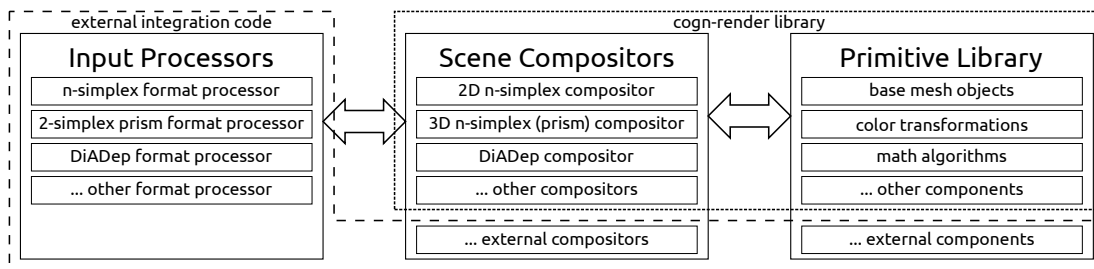 external integration code
cogn-render library
Input Processors
n-simplex format processor
2-simplex prism format processor
DiADep format processor
... other format processor
Scene Compositors
2D n-simplex compositor
3D n-simplex (prism) compositor
DiADep compositor
... other compositors
... external compositors
Primitive Library
base mesh objects
color transformations
math algorithms
... other components
... external components